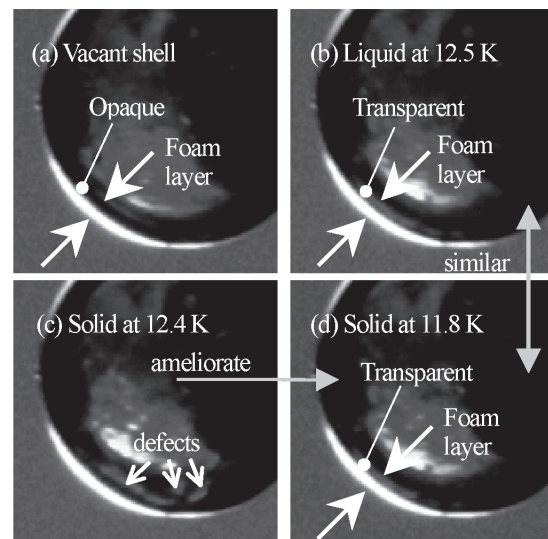 (a) Vacant shell
Opaque
Foam
layer
(b) Liquid at 12.5 K
Transparent
Foam
layer
similar
(c) Solid at 12.4 K
ameliorate
defects
(d) Solid at 11.8 K
Transparent
Foam
layer